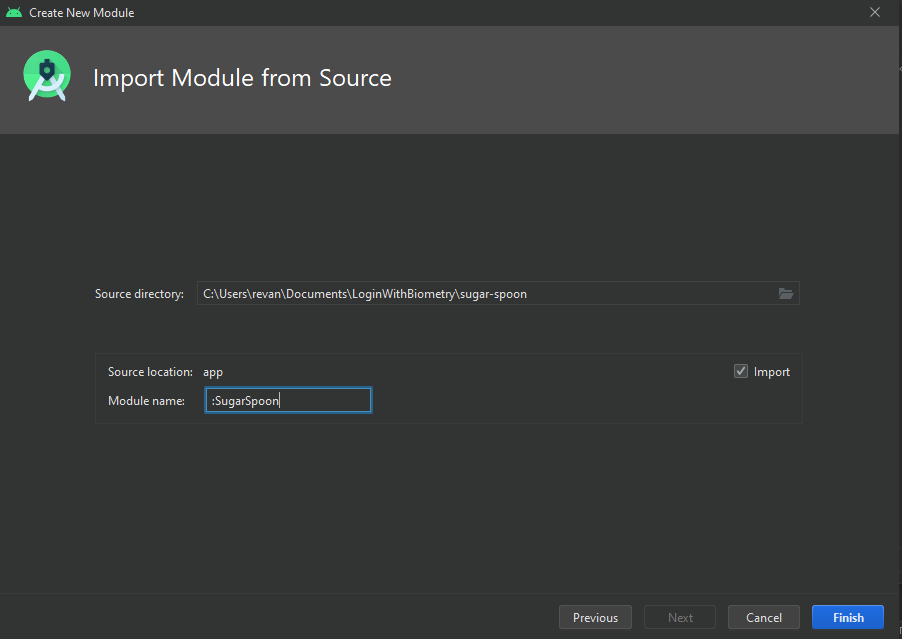 Create New Module
Import Module from Source
Source directory: C:\Users\revan\Documents\LoginWithBiometry\sugar-spoon
Source location: app Import
Module name: :SugarSpoon
Previous Next Cancel Finish